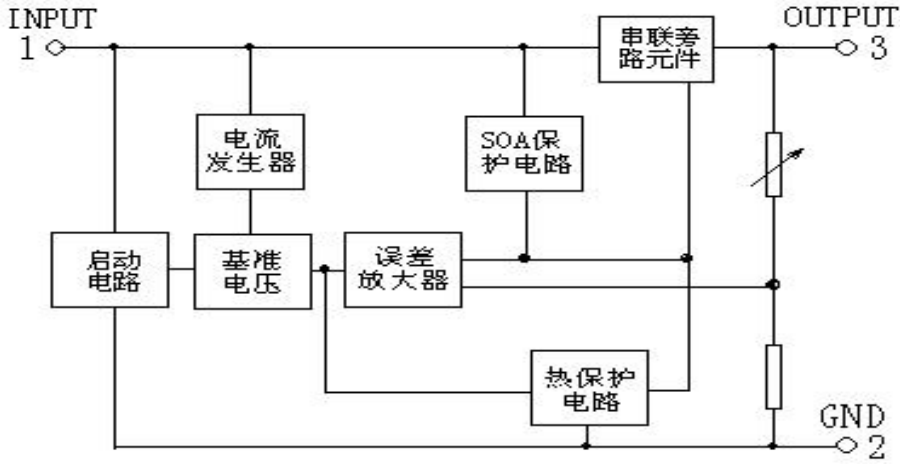 INPUT
1
串联旁
路元件
OUTPUT
3
电流
发生器
SOA保
护电路
启动
电路
基准
电压
误差
放大器
热保护
电路
GND
2